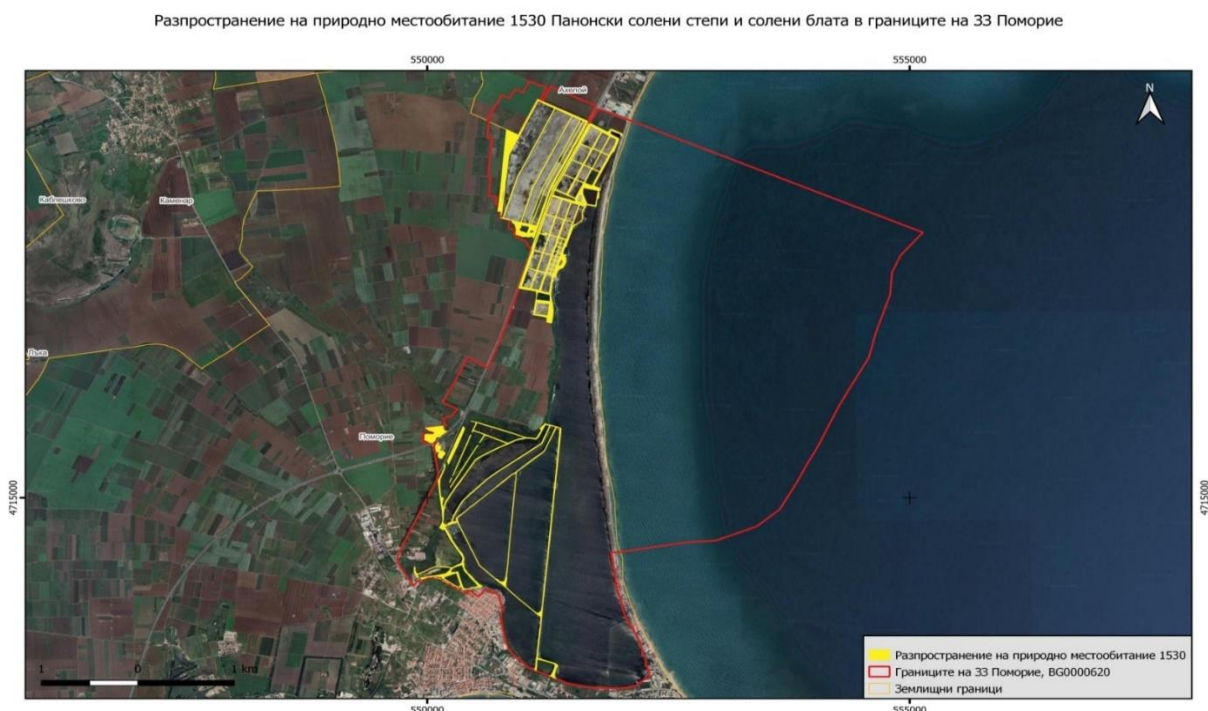 Разпространение на природно местообитание 1530 Панонски солени степи и солени блата в границите на ЗЗ Поморие
550000
555000
Ахелой
N
Каблешково
Каменар
Лъка
Поморие
4715000
4715000
1
0
1 km
Разпространение на природно местообитание 1530
Границите на ЗЗ Поморие, BG0000620
Землищни граници
550000
555000